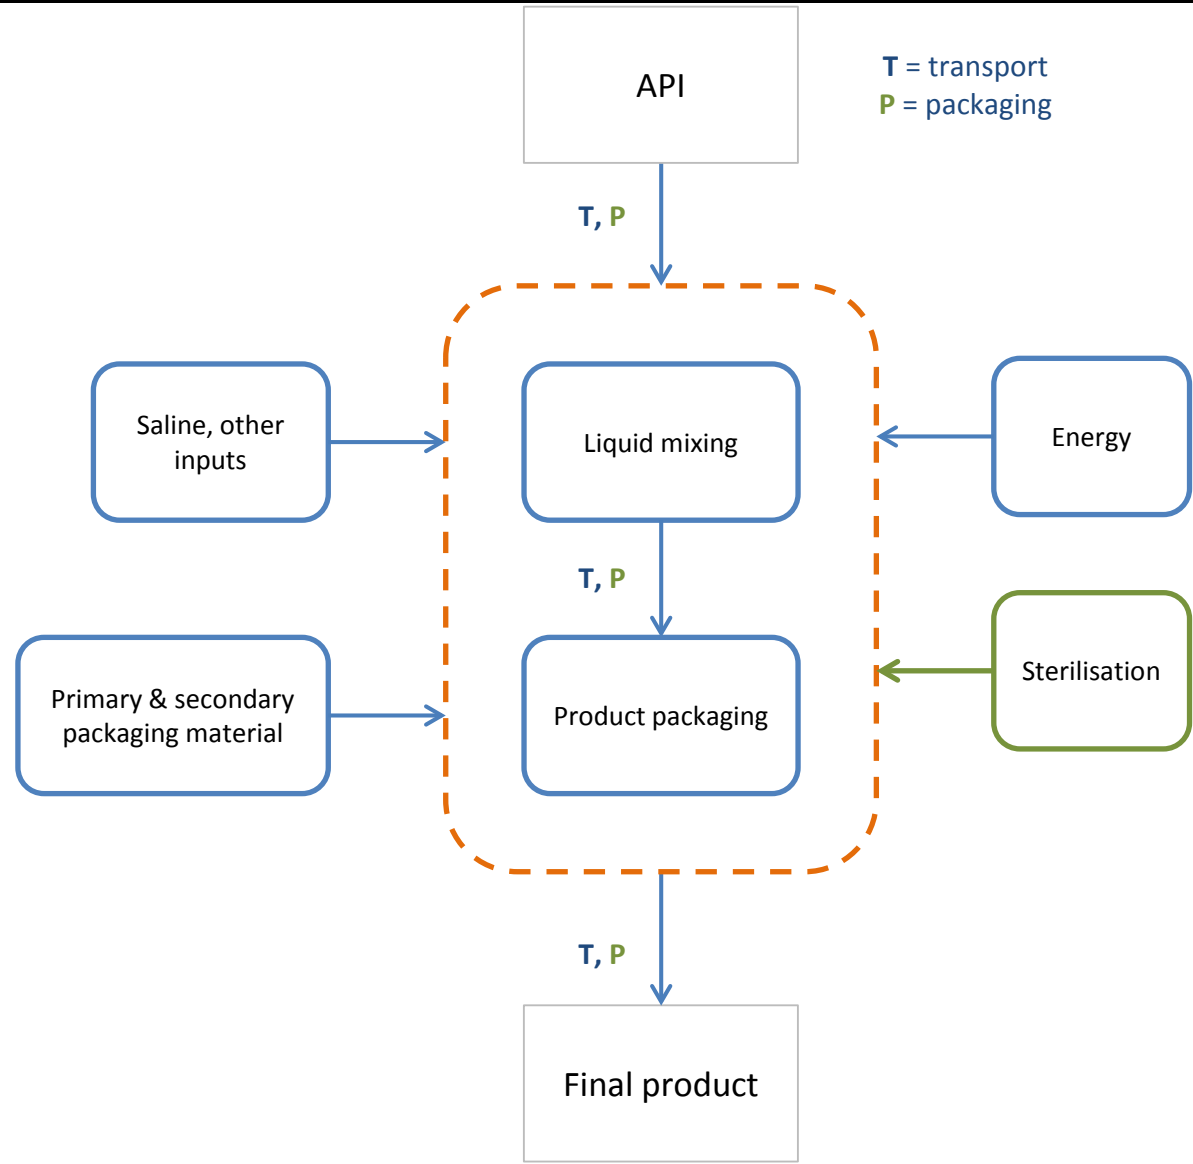 API
T = transport
P = packaging
T, P
Saline, other
inputs
Liquid mixing
Energy
T, P
Primary & secondary
packaging material
Product packaging
Sterilisation
T, P
Final product